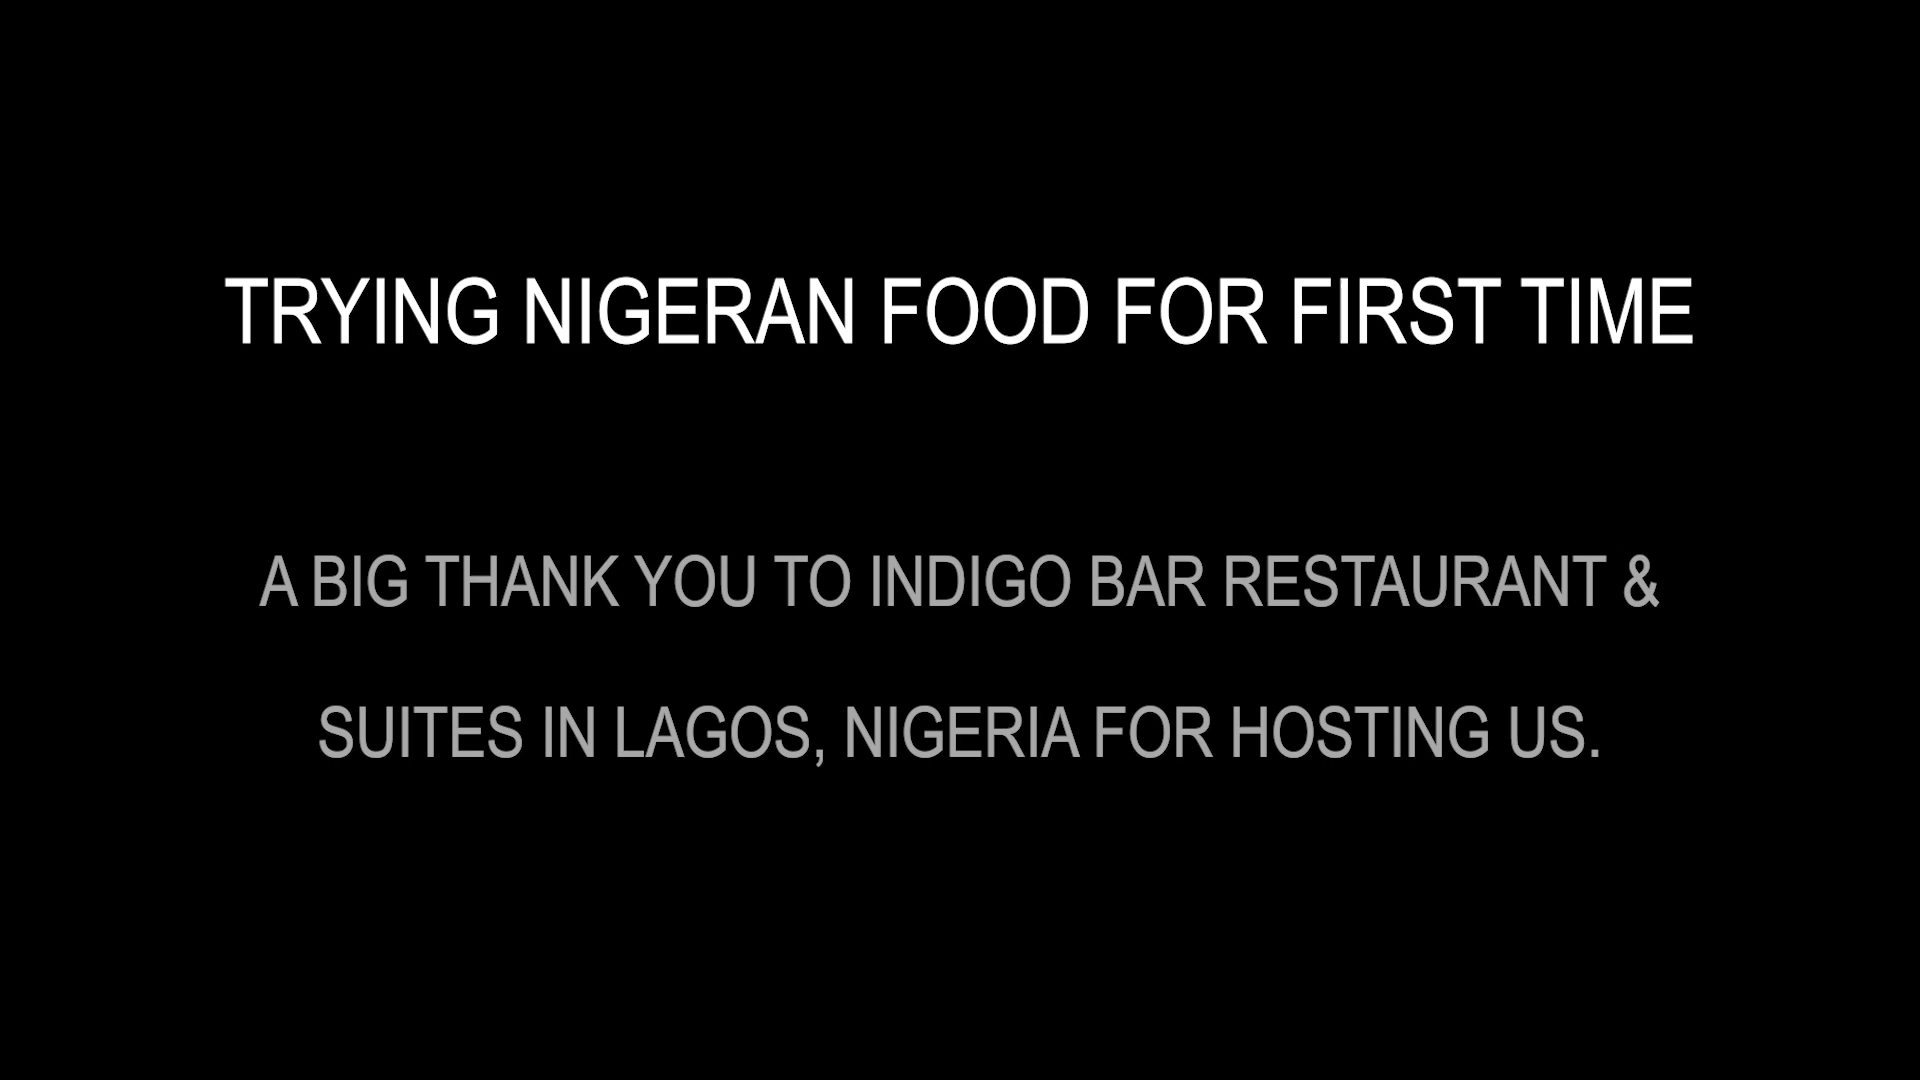 TRYING NIGERAN FOOD FOR FIRST TIME
A BIG THANK YOU TO INDIGO BAR RESTAURANT &
SUITES IN LAGOS, NIGERIA FOR HOSTING US.